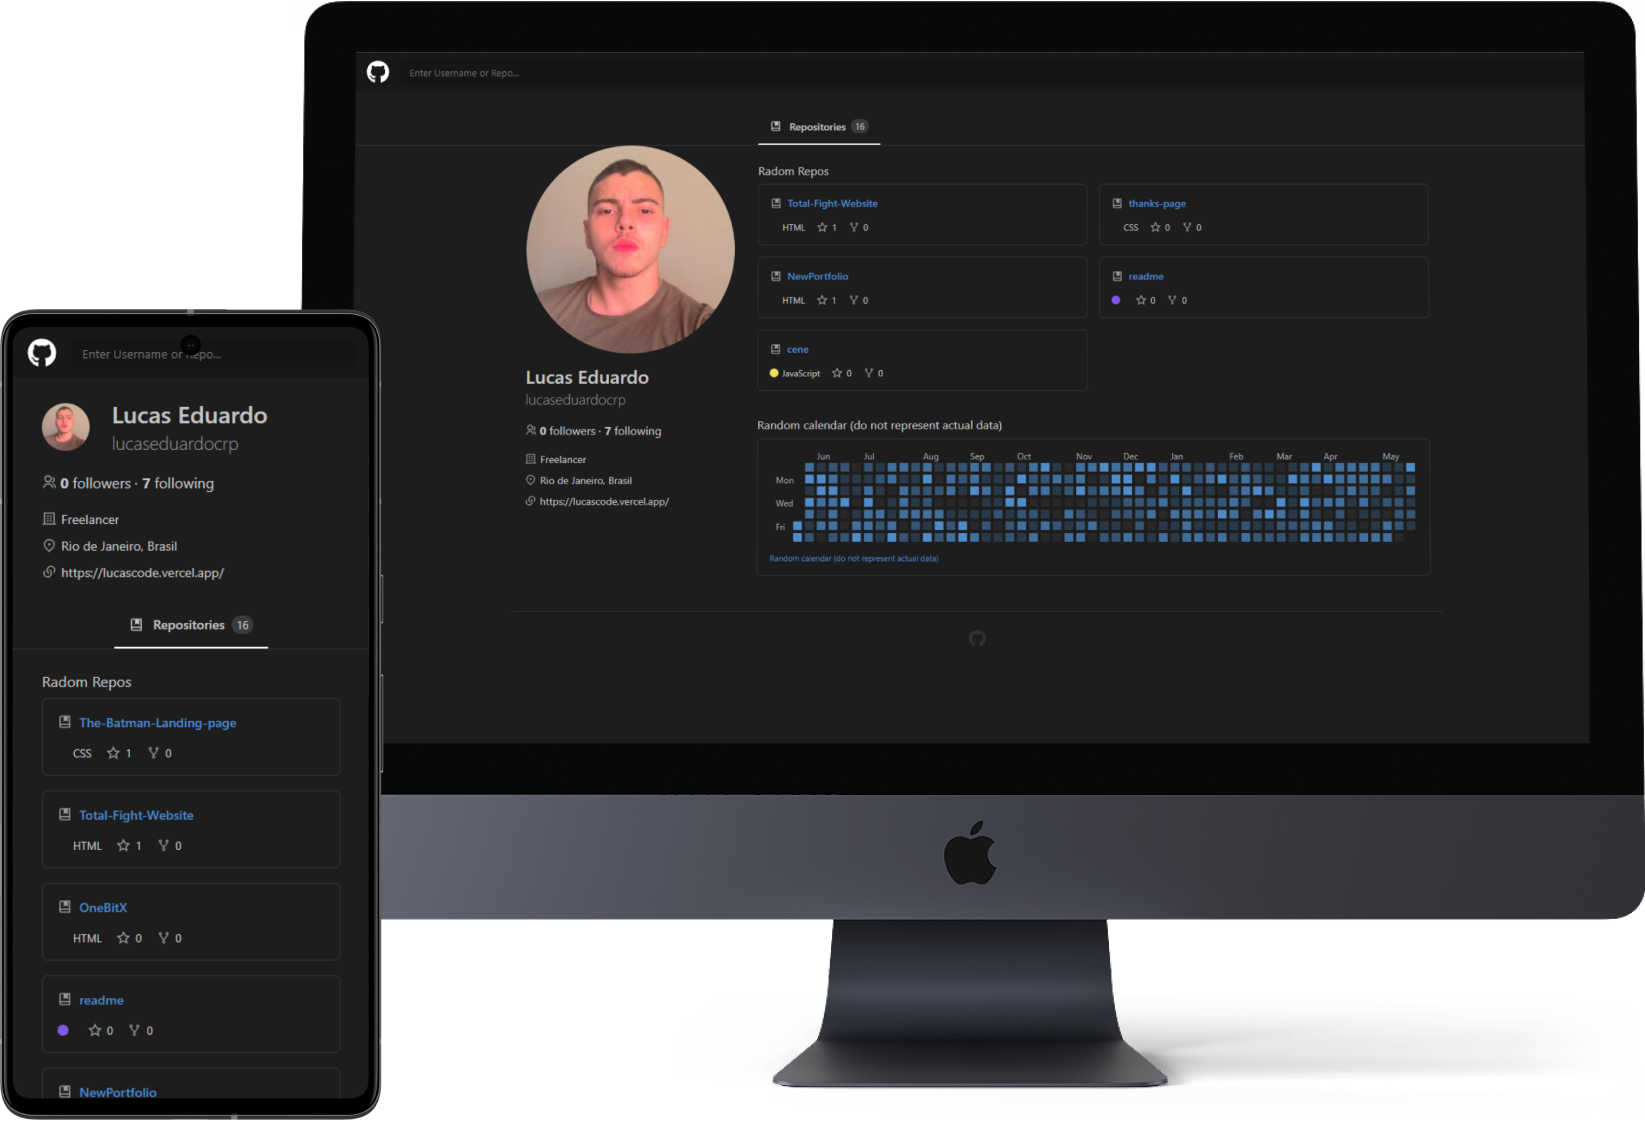 Enter Username or Repo...
Repositories 16
Lucas Eduardo
lucaseduardocrp
0 followers · 7 following
Freelancer
Rio de Janeiro, Brasil
https://lucascode.vercel.app/
Radom Repos
Total-Fight-Website
HTML 1 0
thanks-page
CSS 0 0
NewPortfolio
HTML 1 0
readme
0 0
cene
JavaScript 0 0
Random calendar (do not represent actual data)
Jun Jul Aug Sep Oct Nov Dec Jan Feb Mar Apr May
Mon
Wed
Fri
Random calendar (do not represent actual data)
Enter Username or Repo...
Lucas Eduardo
lucaseduardocrp
0 followers · 7 following
Freelancer
Rio de Janeiro, Brasil
https://lucascode.vercel.app/
Repositories 16
Radom Repos
The-Batman-Landing-page
CSS 1 0
Total-Fight-Website
HTML 1 0
OneBitX
HTML 0 0
readme
0 0
NewPortfolio